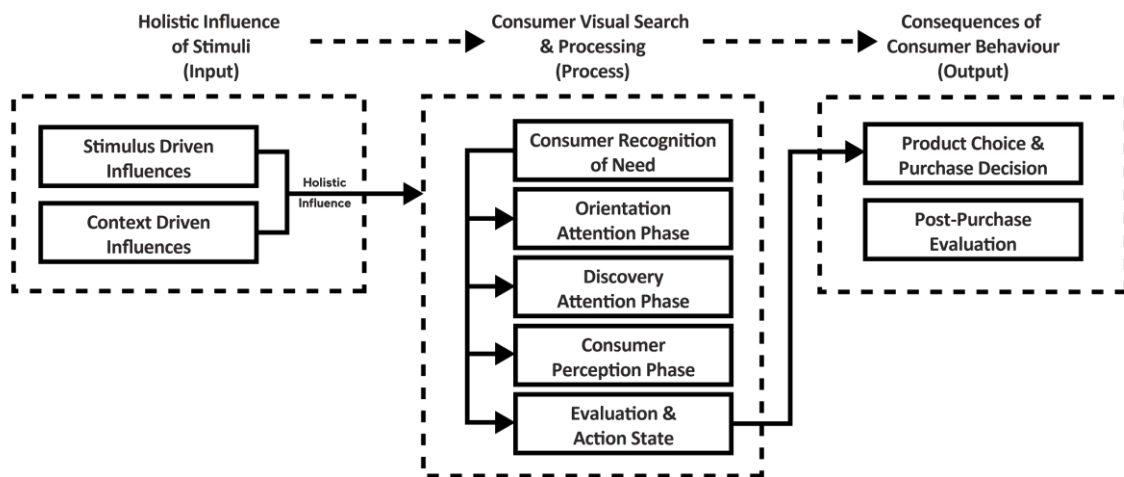 Holistic Influence
of Stimuli
(Input)
Consumer Visual Search
& Processing
(Process)
Consequences of
Consumer Behaviour
(Output)
Stimulus Driven
Influences
Context Driven
Influences
Holistic
Influence
Consumer Recognition
of Need
Orientation
Attention Phase
Discovery
Attention Phase
Consumer
Perception Phase
Evaluation &
Action State
Product Choice &
Purchase Decision
Post-Purchase
Evaluation